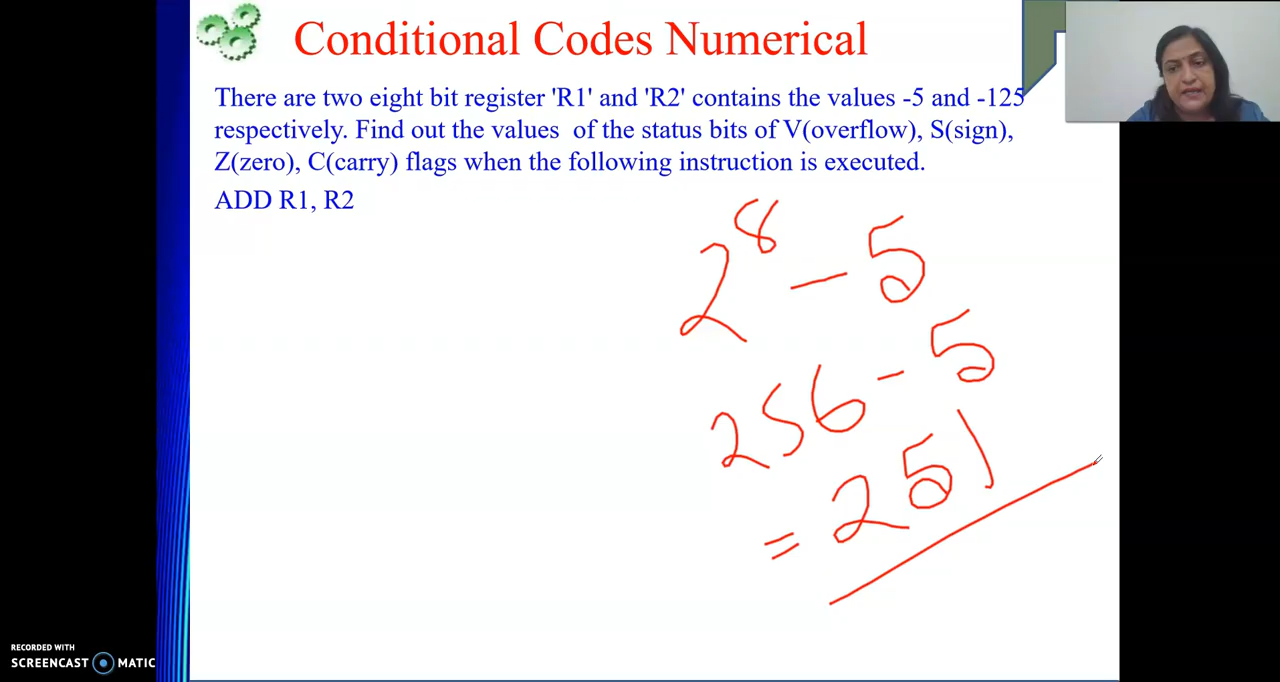 Conditional Codes Numerical
There are two eight bit register 'R1' and 'R2' contains the values -5 and -125
respectively. Find out the values of the status bits of V(overflow), S(sign),
Z(zero), C(carry) flags when the following instruction is executed.
ADD R1, R2
2⁸ - 5
256 - 5
= 251
RECORDED WITH
SCREENCAST MATIC